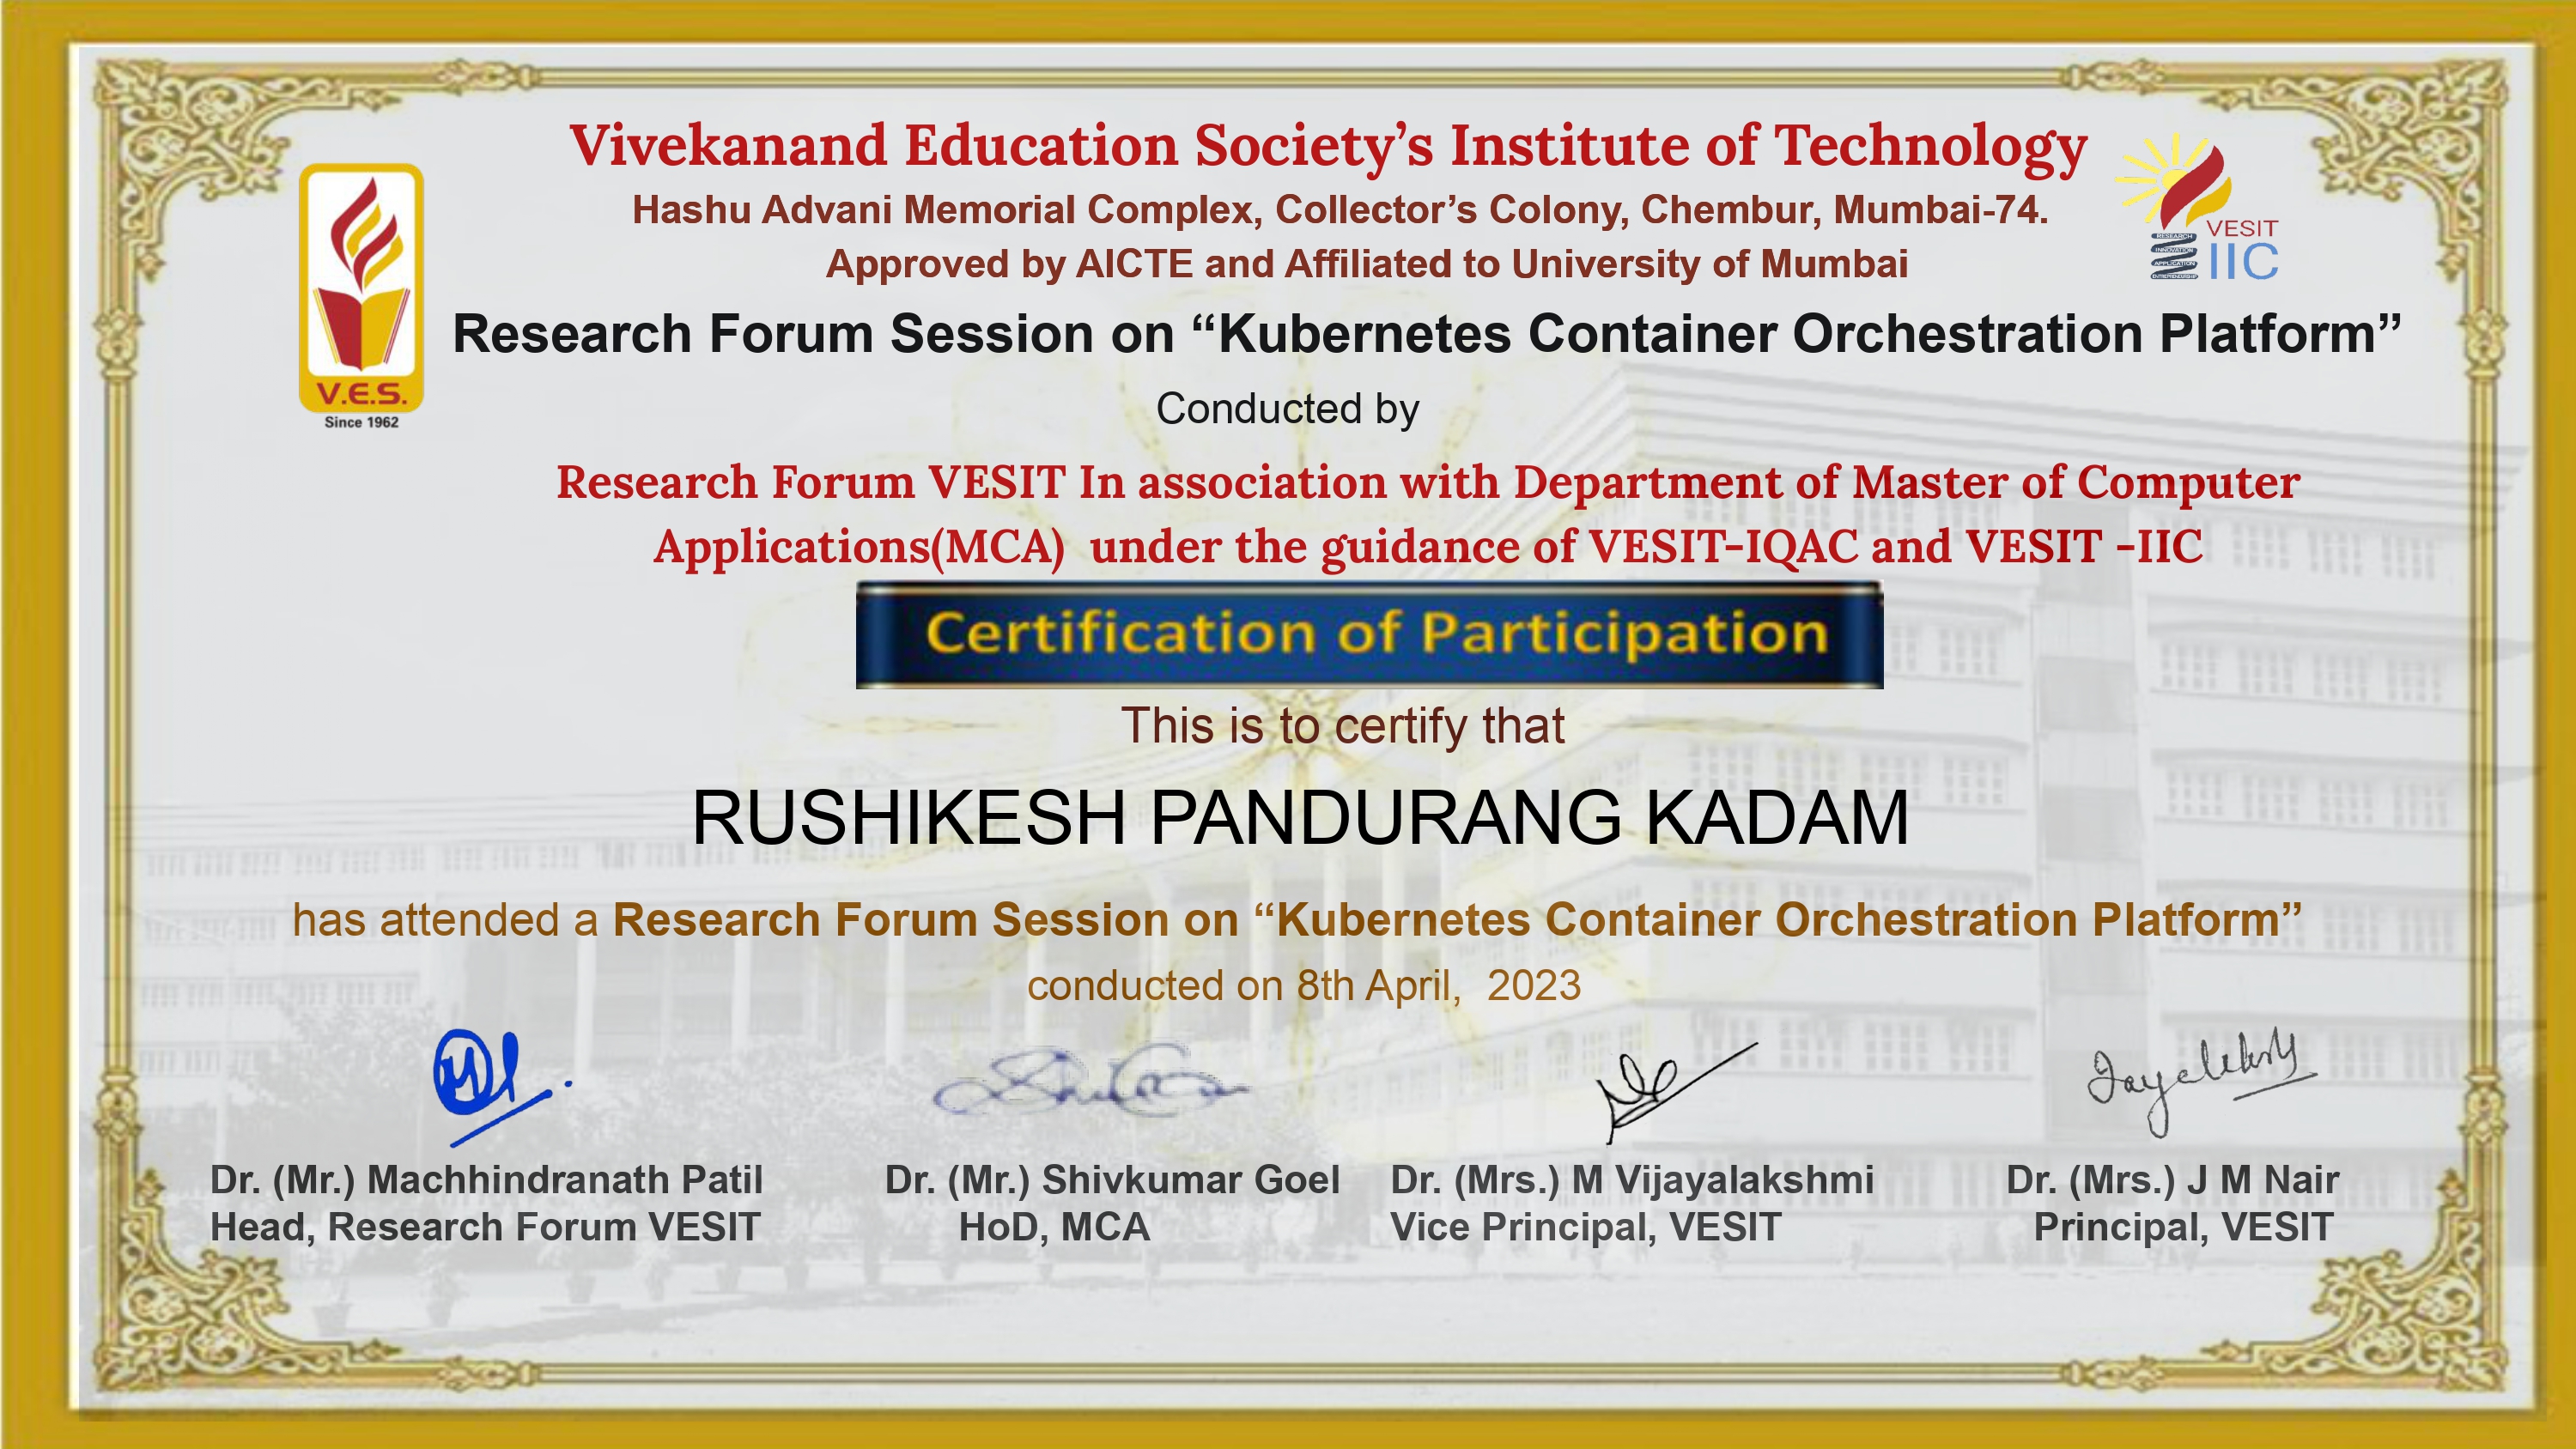 Vivekanand Education Society’s Institute of Technology
Hashu Advani Memorial Complex, Collector’s Colony, Chembur, Mumbai-74.
Approved by AICTE and Affiliated to University of Mumbai
V.E.S.
Since 1962
VESIT
IIC
RESEARCH
INNOVATION
APPLICATION
ENTREPRENEURSHIP
Research Forum Session on “Kubernetes Container Orchestration Platform”
Conducted by
Research Forum VESIT In association with Department of Master of Computer
Applications(MCA)  under the guidance of VESIT-IQAC and VESIT -IIC
Certification of Participation
This is to certify that
RUSHIKESH PANDURANG KADAM
has attended a Research Forum Session on “Kubernetes Container Orchestration Platform”
conducted on 8th April,  2023
Dr. (Mr.) Machhindranath Patil
Head, Research Forum VESIT
Dr. (Mr.) Shivkumar Goel
HoD, MCA
Dr. (Mrs.) M Vijayalakshmi
Vice Principal, VESIT
Dr. (Mrs.) J M Nair
Principal, VESIT